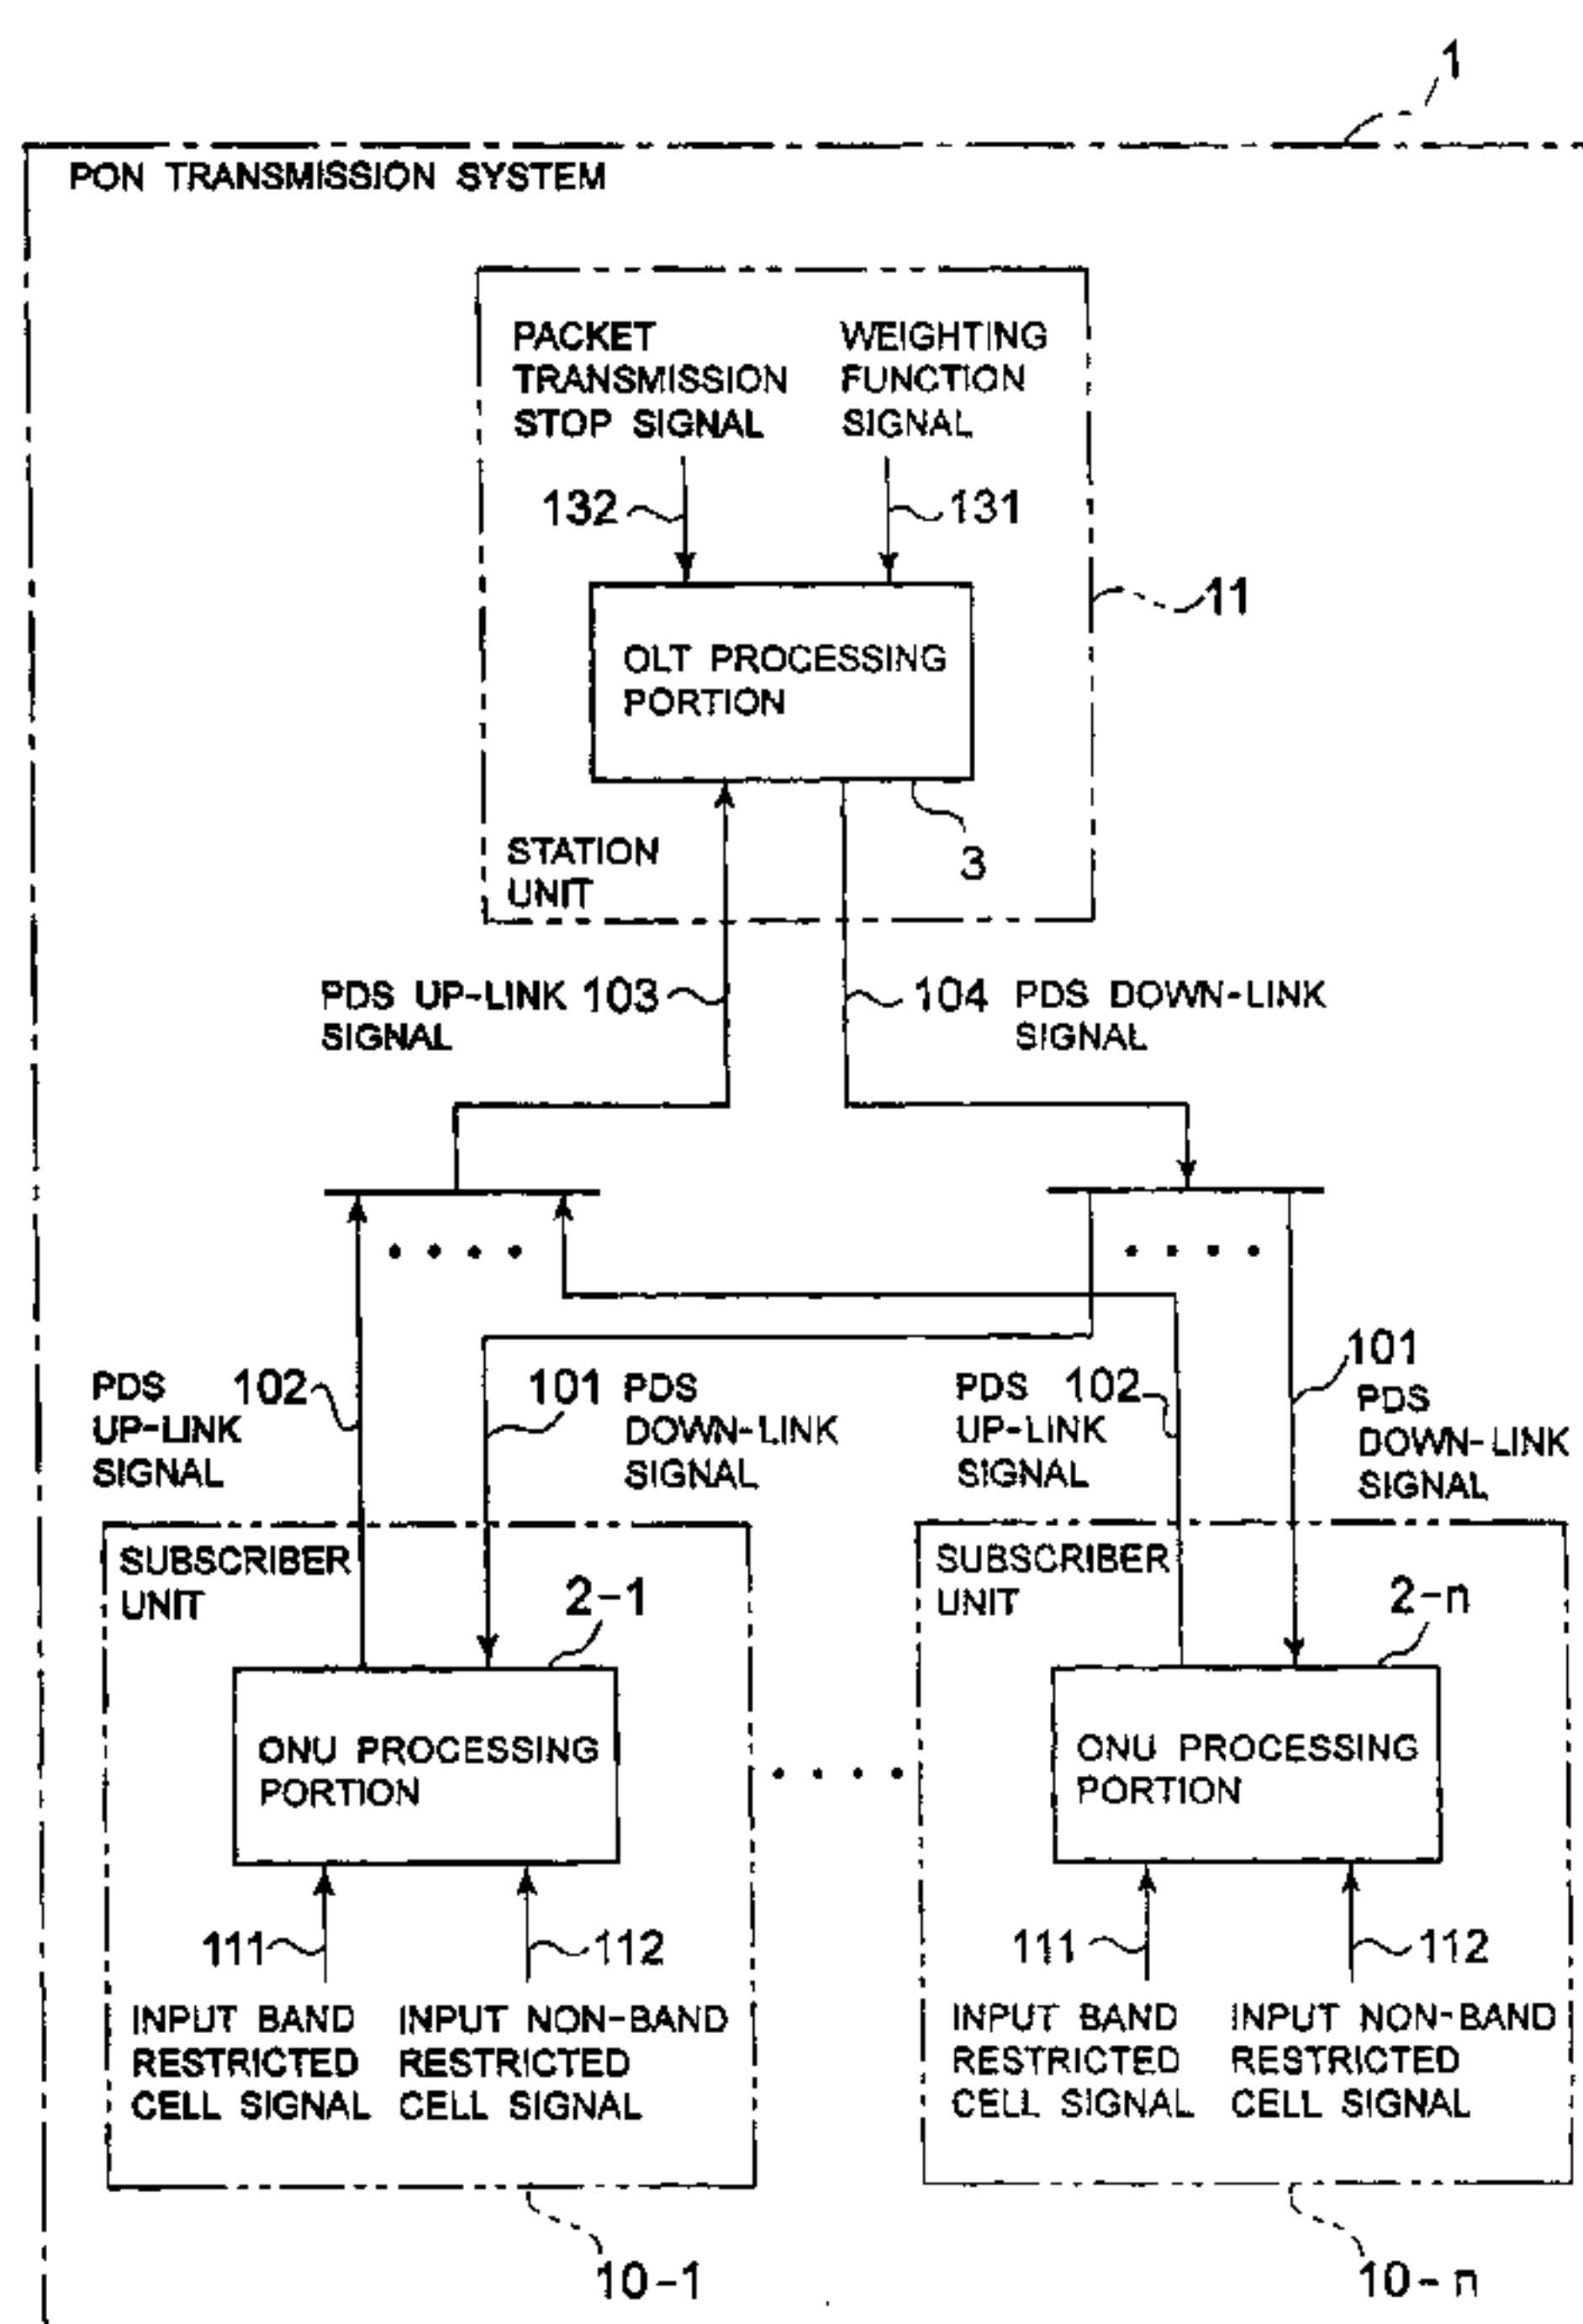 1
PON TRANSMISSION SYSTEM
PACKET
TRANSMISSION
STOP SIGNAL
WEIGHTING
FUNCTION
SIGNAL
132
131
11
OLT PROCESSING
PORTION
3
STATION
UNIT
PDS UP-LINK
SIGNAL
103
104
PDS DOWN-LINK
SIGNAL
PDS
UP-LINK
SIGNAL
102
101
PDS
DOWN-LINK
SIGNAL
PDS
UP-LINK
SIGNAL
102
101
PDS
DOWN-LINK
SIGNAL
SUBSCRIBER
UNIT
2-1
ONU PROCESSING
PORTION
111
112
INPUT BAND
RESTRICTED
CELL SIGNAL
INPUT NON-BAND
RESTRICTED
CELL SIGNAL
10-1
SUBSCRIBER
UNIT
2-n
ONU PROCESSING
PORTION
111
112
INPUT BAND
RESTRICTED
CELL SIGNAL
INPUT NON-BAND
RESTRICTED
CELL SIGNAL
10-n